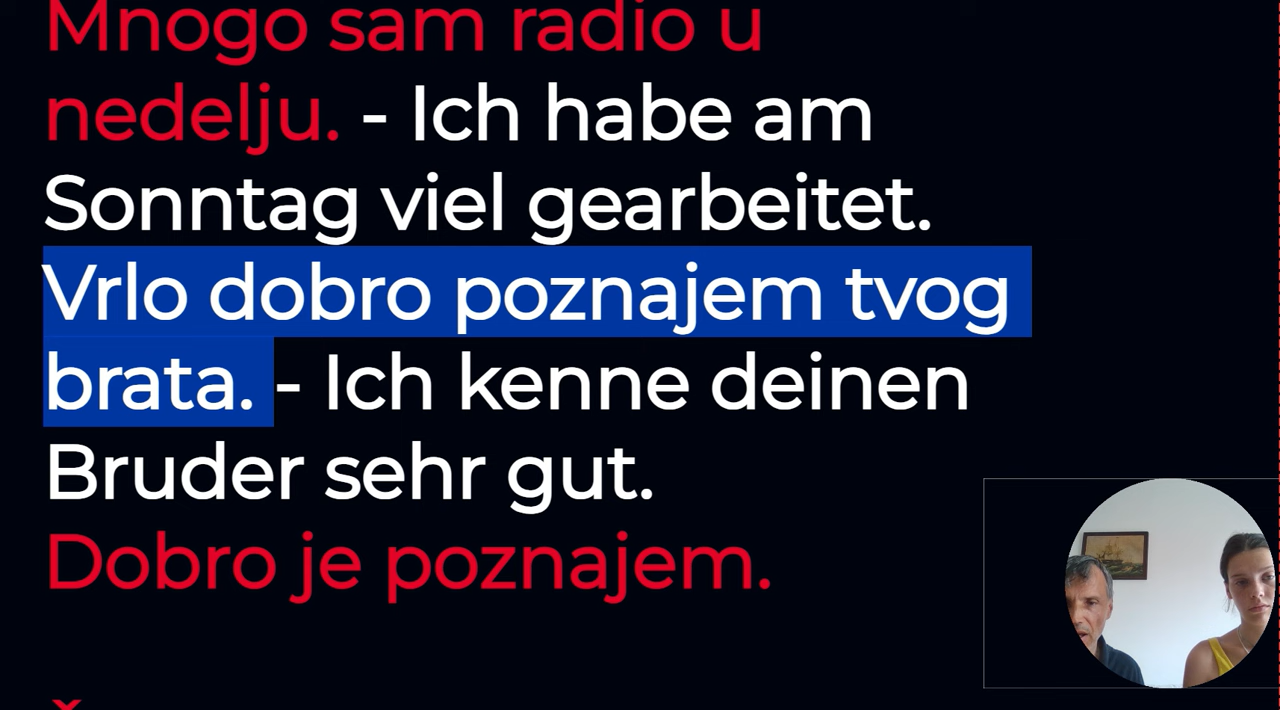 Mnogo sam radio u
nedelju. - Ich habe am
Sonntag viel gearbeitet.
Vrlo dobro poznajem tvog
brata. - Ich kenne deinen
Bruder sehr gut.
Dobro je poznajem.